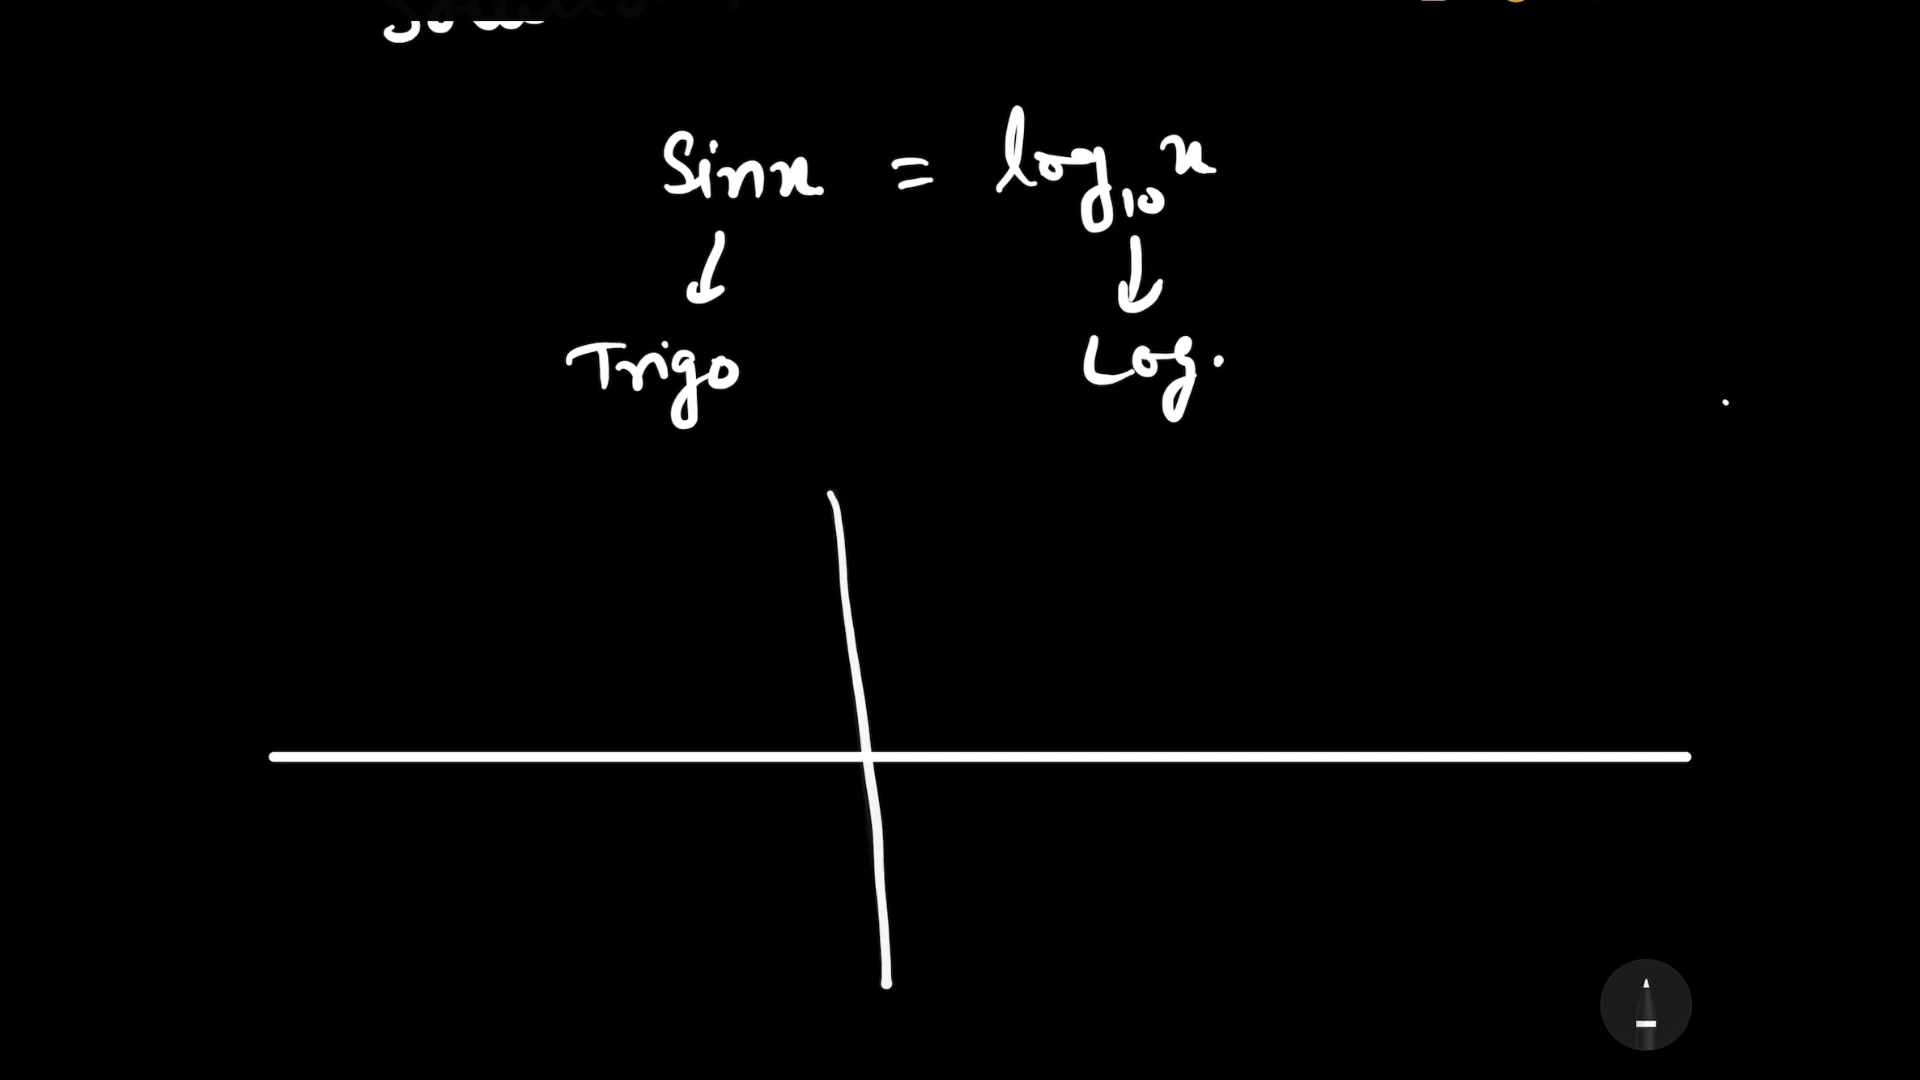 Sinx = log₁₀x
↓ ↓
Trigo Log.